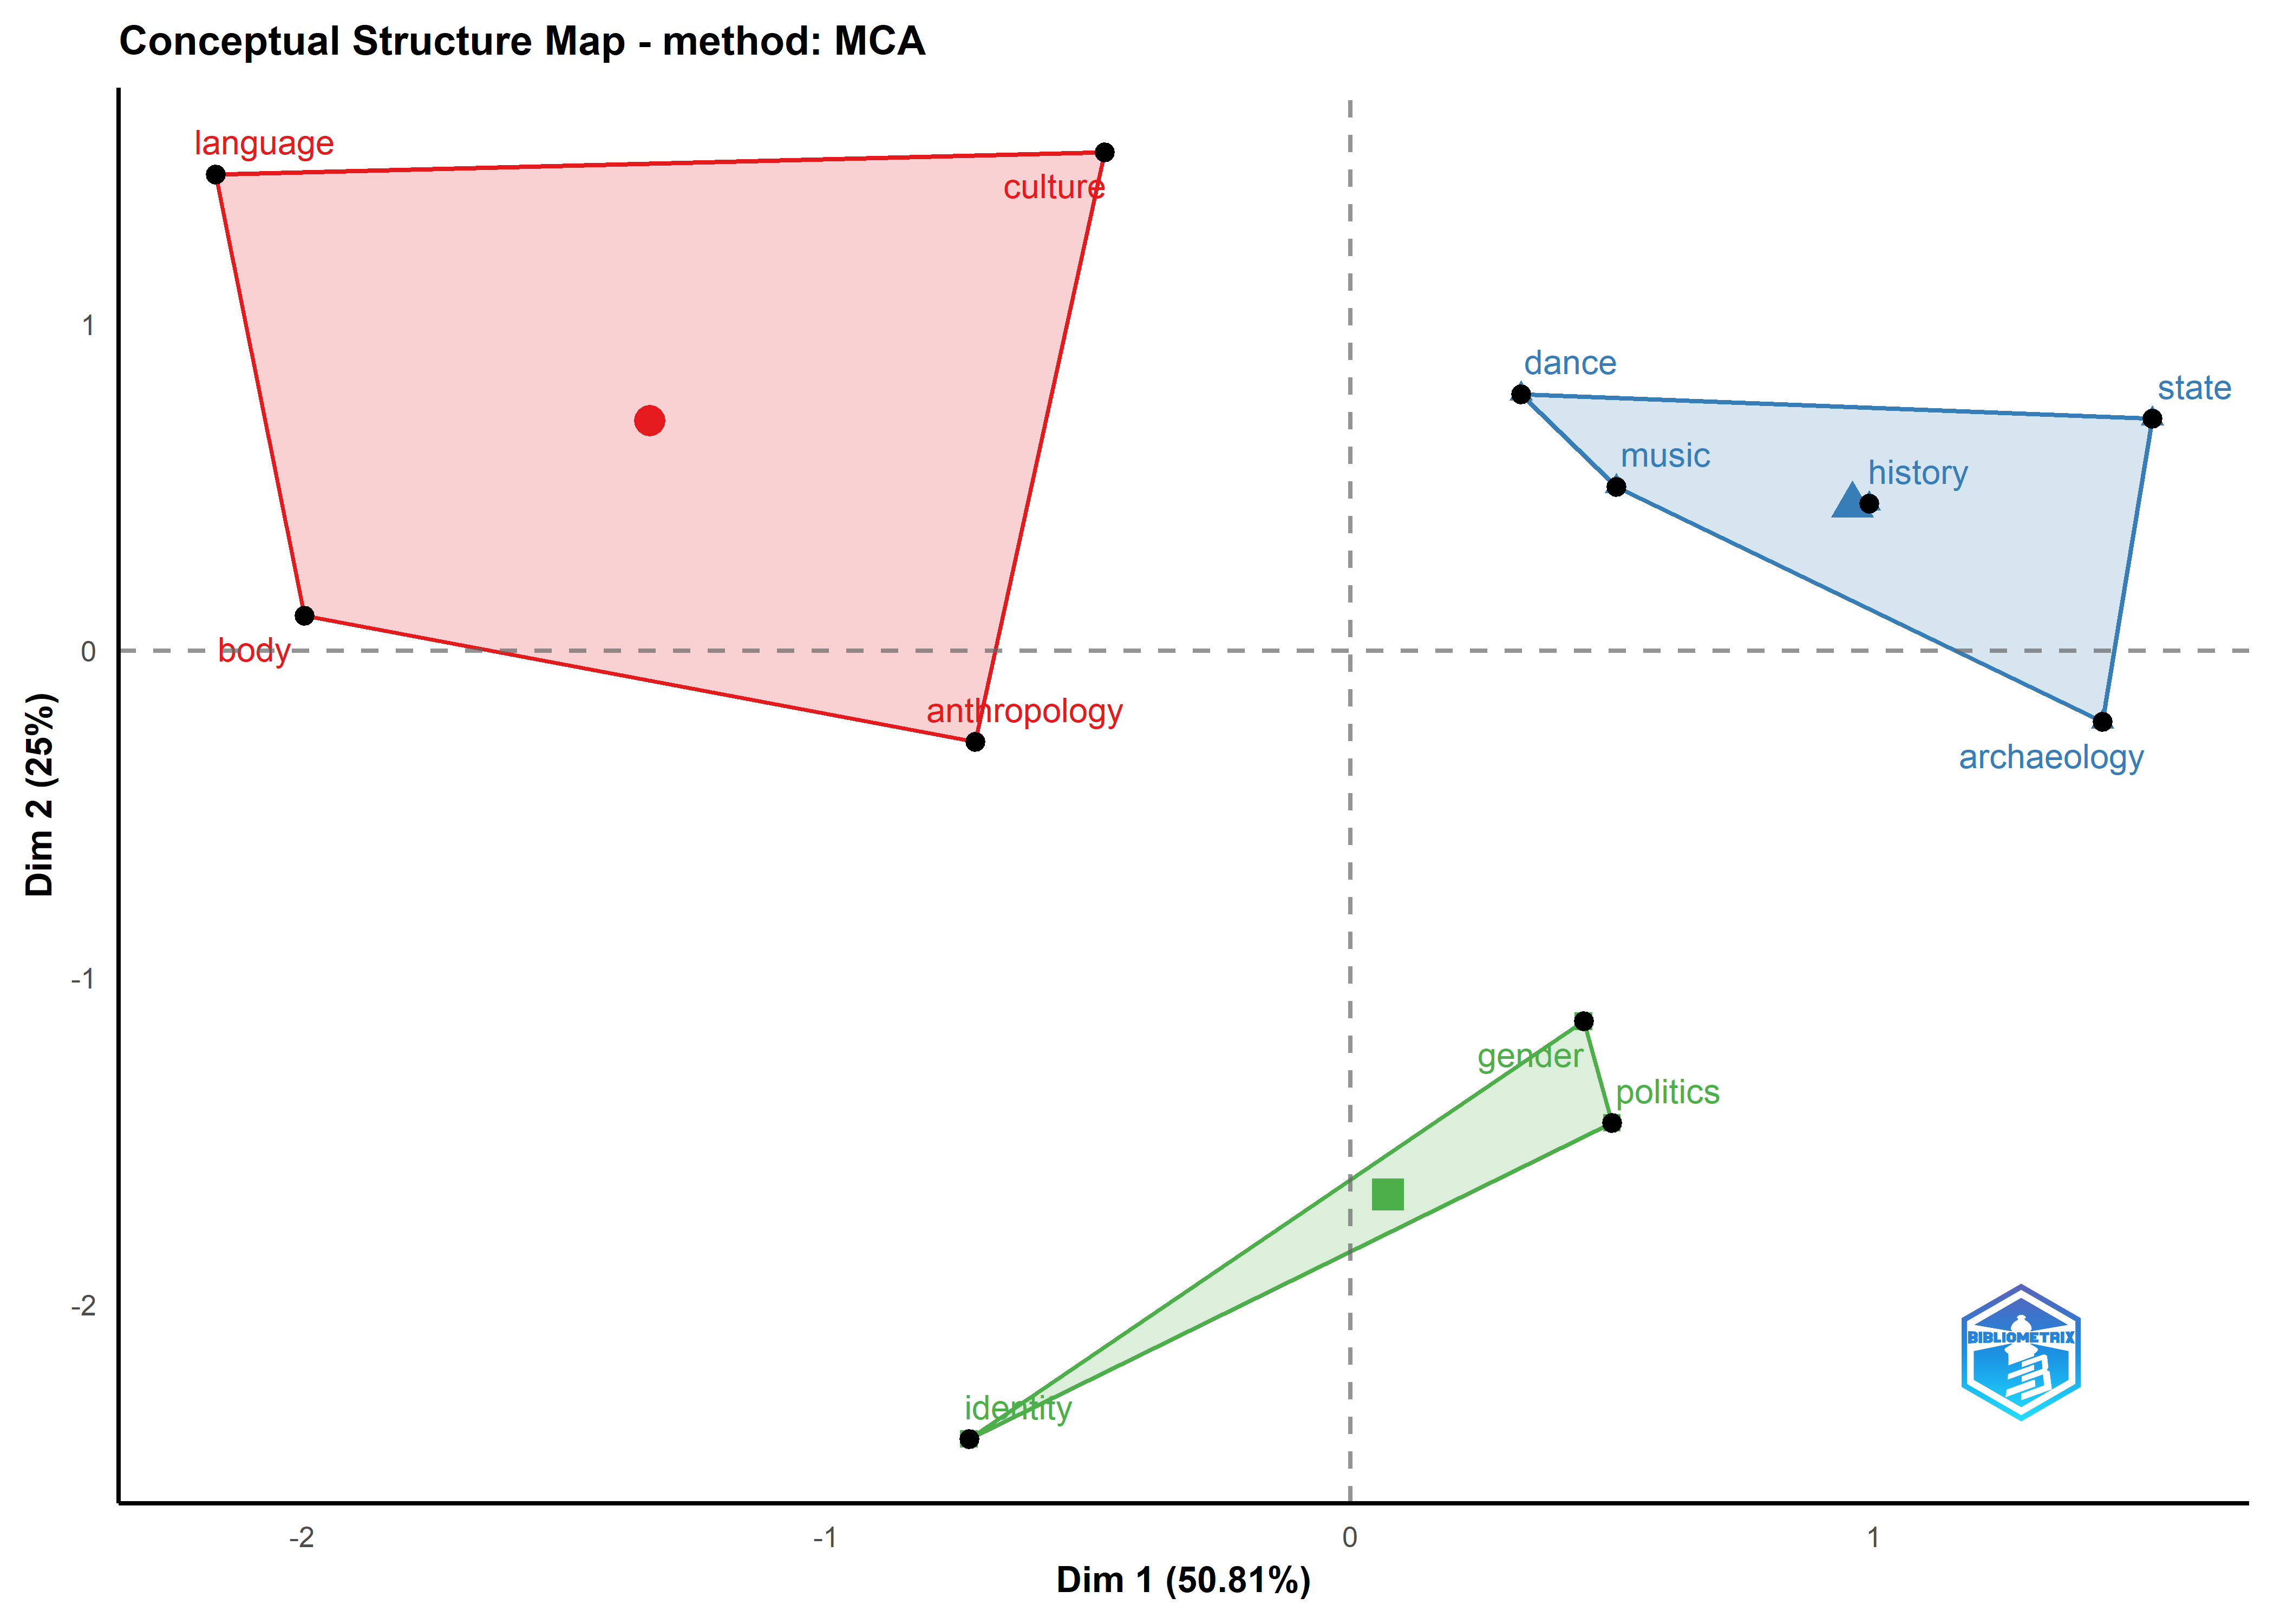 Conceptual Structure Map - method: MCA
language
culture
1
dance
state
music
history
body
0
anthropology
archaeology
Dim 2 (25%)
-1
gender
politics
-2
BIBLIOMETRIX
identity
-2
-1
0
1
Dim 1 (50.81%)